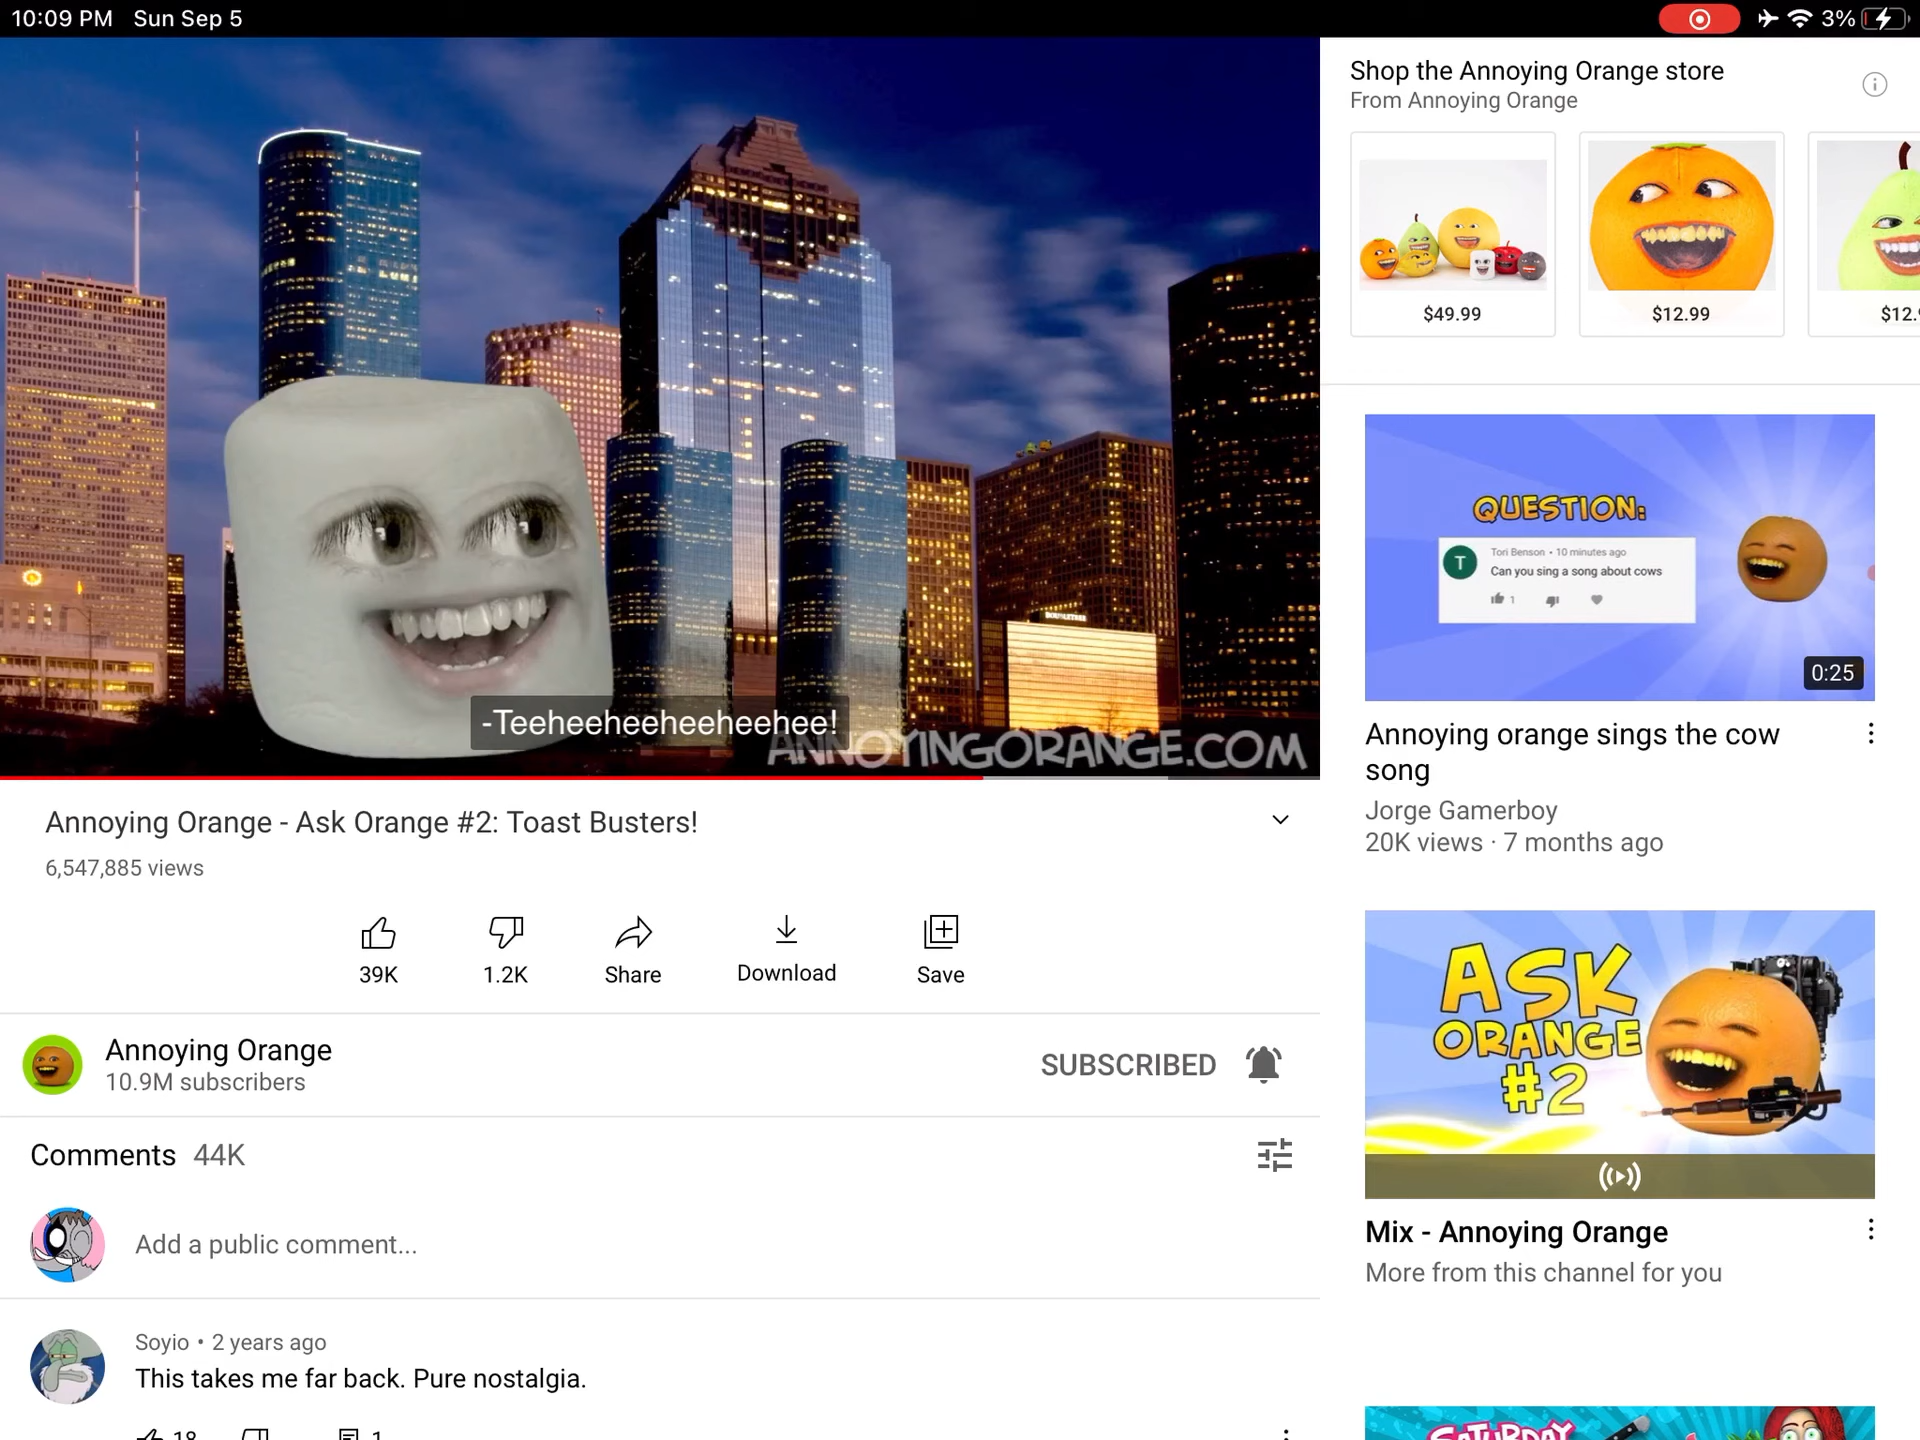 10:09 PM Sun Sep 5
3%
DOUBLETREE
-Teeheeheeheeheehee!
ANNOYINGORANGE.COM
Annoying Orange - Ask Orange #2: Toast Busters!
6,547,885 views
39K
1.2K
Share
Download
Save
Annoying Orange
10.9M subscribers
SUBSCRIBED
Comments 44K
Add a public comment...
Soyio • 2 years ago
This takes me far back. Pure nostalgia.
18
1
Shop the Annoying Orange store
From Annoying Orange
$49.99
$12.99
$12.
QUESTION:
T
Tori Benson • 10 minutes ago
Can you sing a song about cows
1
0:25
Annoying orange sings the cow
song
Jorge Gamerboy
20K views · 7 months ago
ASK
ORANGE
#2
Mix - Annoying Orange
More from this channel for you
SATURDAY